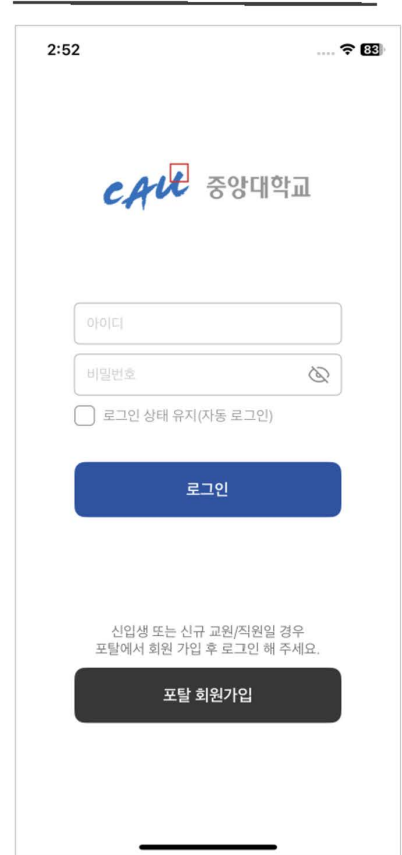 2:52
83
CAU 중앙대학교
아이디
비밀번호
로그인 상태 유지(자동 로그인)
로그인
신입생 또는 신규 교원/직원일 경우
포탈에서 회원 가입 후 로그인 해 주세요.
포탈 회원가입